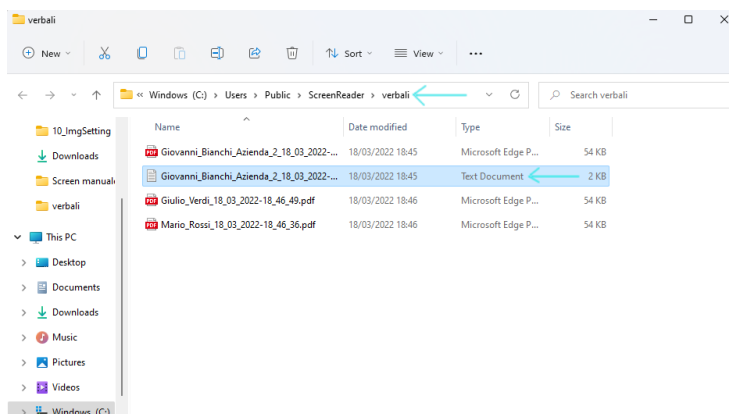 verbali
New Sort View
« Windows (C:) > Users > Public > ScreenReader > verbali Search verbali
10_ImgSetting
Downloads
Screen manuale
verbali
This PC
Desktop
Documents
Downloads
Music
Pictures
Videos
Windows (C:)
Name Date modified Type Size
Giovanni_Bianchi_Azienda_2_18_03_2022-... 18/03/2022 18:45 Microsoft Edge P... 54 KB
Giovanni_Bianchi_Azienda_2_18_03_2022-... 18/03/2022 18:45 Text Document 2 KB
Giulio_Verdi_18_03_2022-18_46_49.pdf 18/03/2022 18:46 Microsoft Edge P... 54 KB
Mario_Rossi_18_03_2022-18_46_36.pdf 18/03/2022 18:46 Microsoft Edge P... 54 KB